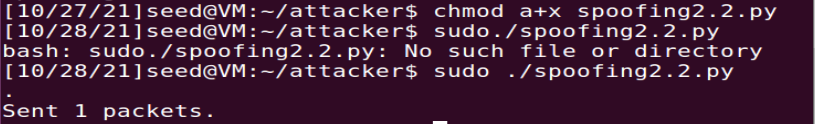 [10/27/21]seed@VM:~/attacker$ chmod a+x spoofing2.2.py
[10/28/21]seed@VM:~/attacker$ sudo./spoofing2.2.py
bash: sudo./spoofing2.2.py: No such file or directory
[10/28/21]seed@VM:~/attacker$ sudo ./spoofing2.2.py
.
Sent 1 packets.